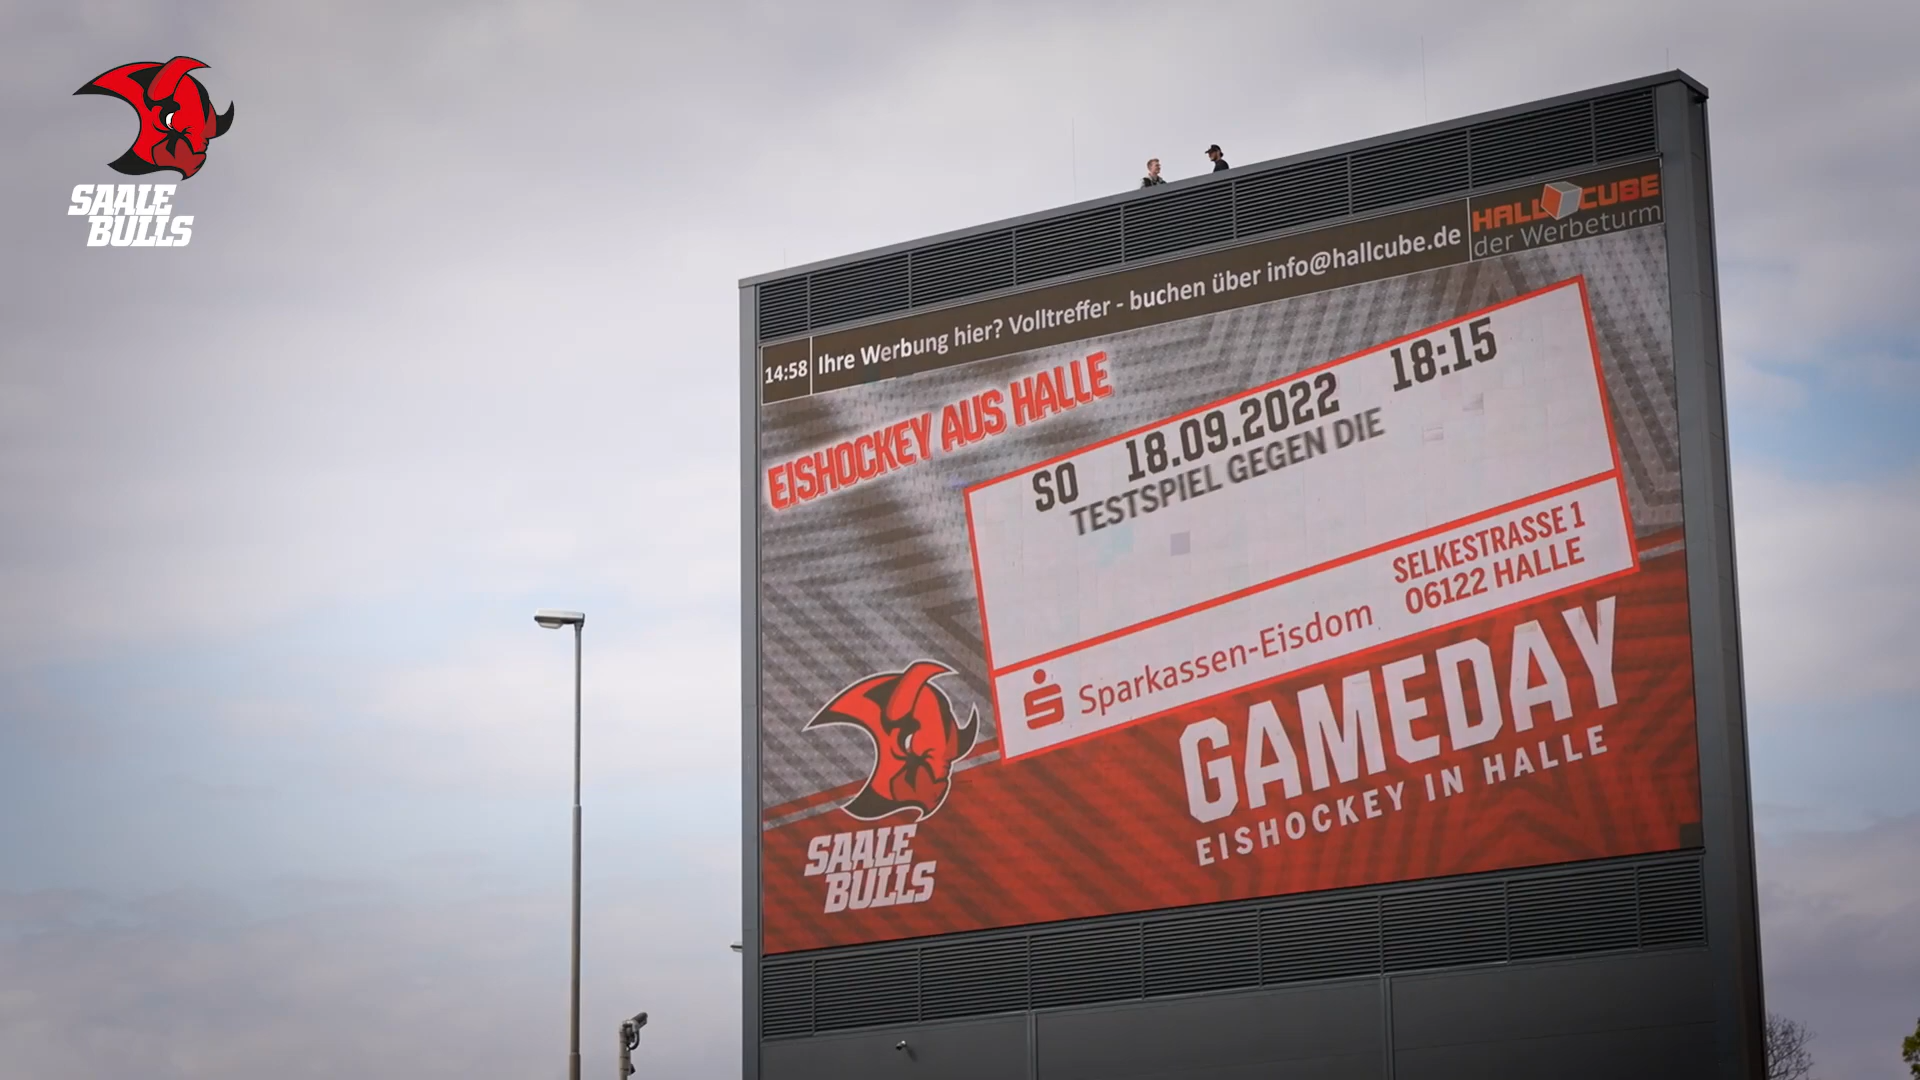 SAALE
BULLS
HALL CUBE
der Werbeturm
14:58 Ihre Werbung hier? Volltreffer - buchen über info@hallcube.de
EISHOCKEY AUS HALLE
SO 18.09.2022 18:15
TESTSPIEL GEGEN DIE
Sparkassen-Eisdom
SELKESTRASSE 1
06122 HALLE
GAMEDAY
EISHOCKEY IN HALLE
SAALE
BULLS